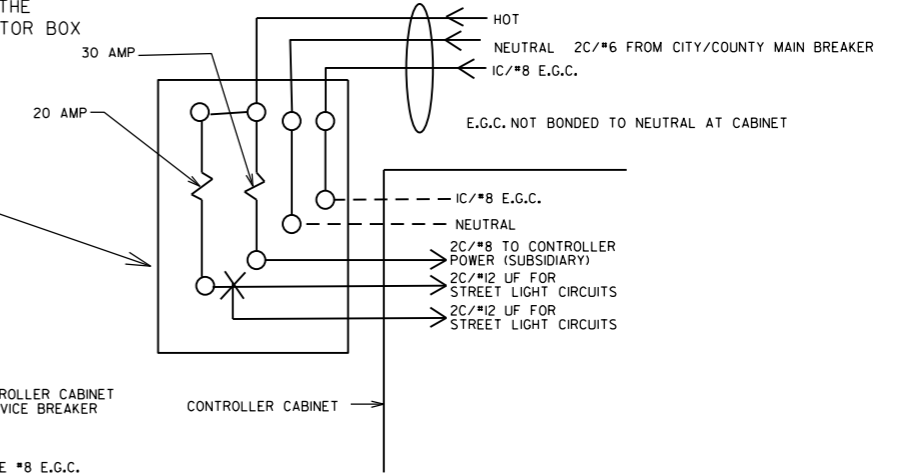 THE
TOR BOX
30 AMP
20 AMP
HOT
NEUTRAL 2C/#6 FROM CITY/COUNTY MAIN BREAKER
1C/#8 E.G.C.
E.G.C. NOT BONDED TO NEUTRAL AT CABINET
1C/#8 E.G.C.
NEUTRAL
2C/#8 TO CONTROLLER
POWER (SUBSIDIARY)
2C/#12 UF FOR
STREET LIGHT CIRCUITS
2C/#12 UF FOR
STREET LIGHT CIRCUITS
ROLLER CABINET
VICE BREAKER
CONTROLLER CABINET
E #8 E.G.C.